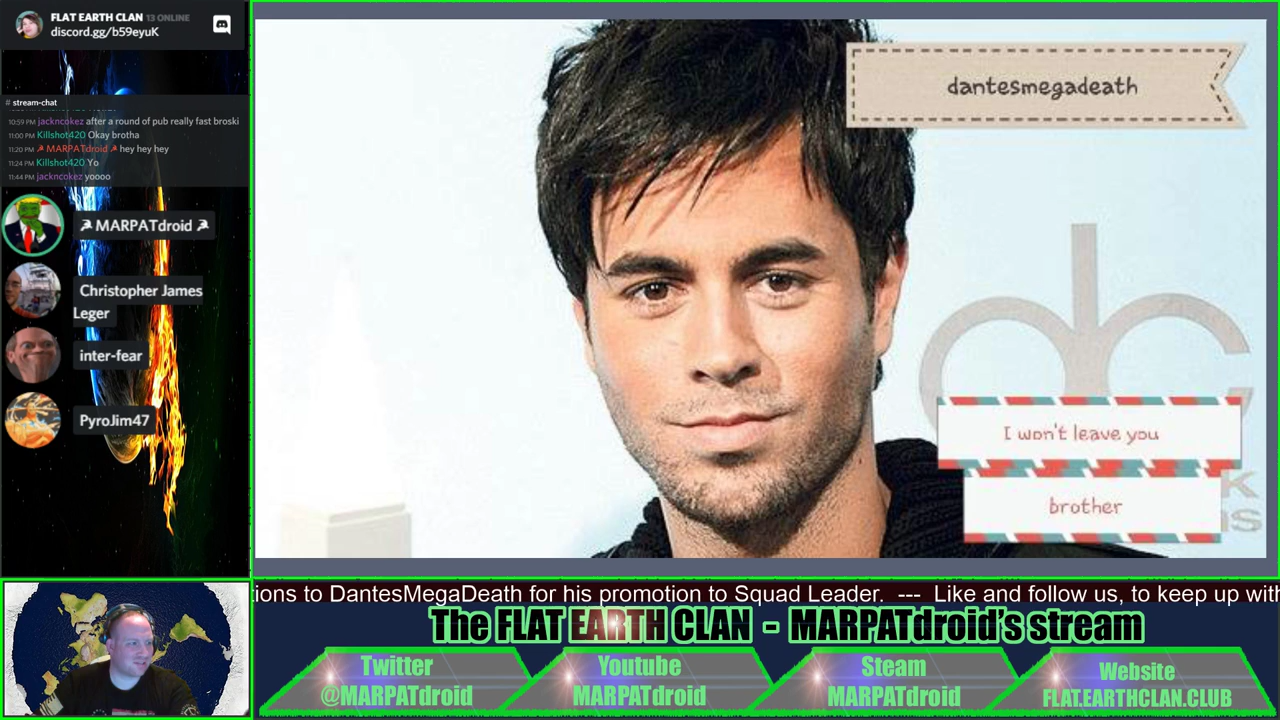 FLAT EARTH CLAN 13 ONLINE
discord.gg/b59eyuK
# stream-chat
10:59 PM jackncokez after a round of pub really fast broski
11:00 PM Killshot420 Okay brotha
11:20 PM ☭ MARPATdroid ☭ hey hey hey
11:24 PM Killshot420 Yo
11:44 PM jackncokez yoooo
☭ MARPATdroid ☭
Christopher James
Leger
inter-fear
PyroJim47
dantesmegadeath
dc
I won't leave you
brother
K
ns
tions to DantesMegaDeath for his promotion to Squad Leader. --- Like and follow us, to keep up with
The FLAT EARTH CLAN - MARPATdroid's stream
Twitter
@MARPATdroid
Youtube
MARPATdroid
Steam
MARPATdroid
Website
FLAT.EARTHCLAN.CLUB